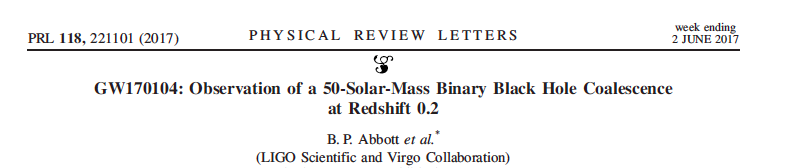 PRL 118, 221101 (2017)
PHYSICAL REVIEW LETTERS
week ending
2 JUNE 2017
GW170104: Observation of a 50-Solar-Mass Binary Black Hole Coalescence
at Redshift 0.2
B. P. Abbott et al.*
(LIGO Scientific and Virgo Collaboration)